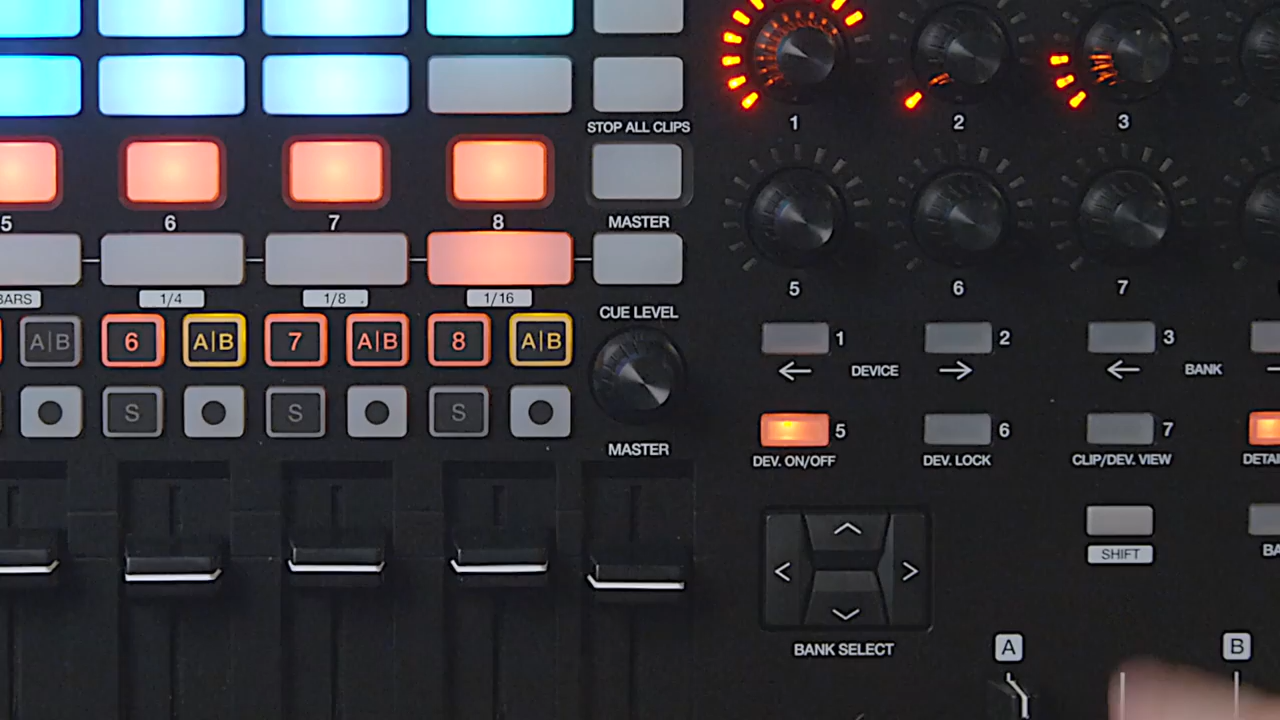 STOP ALL CLIPS
1 2 3
5 6 7 8 MASTER
BARS 1/4 1/8 1/16
CUE LEVEL
5 6 7
A|B 6 A|B 7 A|B 8 A|B
1 2 3
DEVICE BANK
S S S
MASTER
5 6 7
DEV. ON/OFF DEV. LOCK CLIP/DEV. VIEW DETAI
SHIFT BA
BANK SELECT
A B